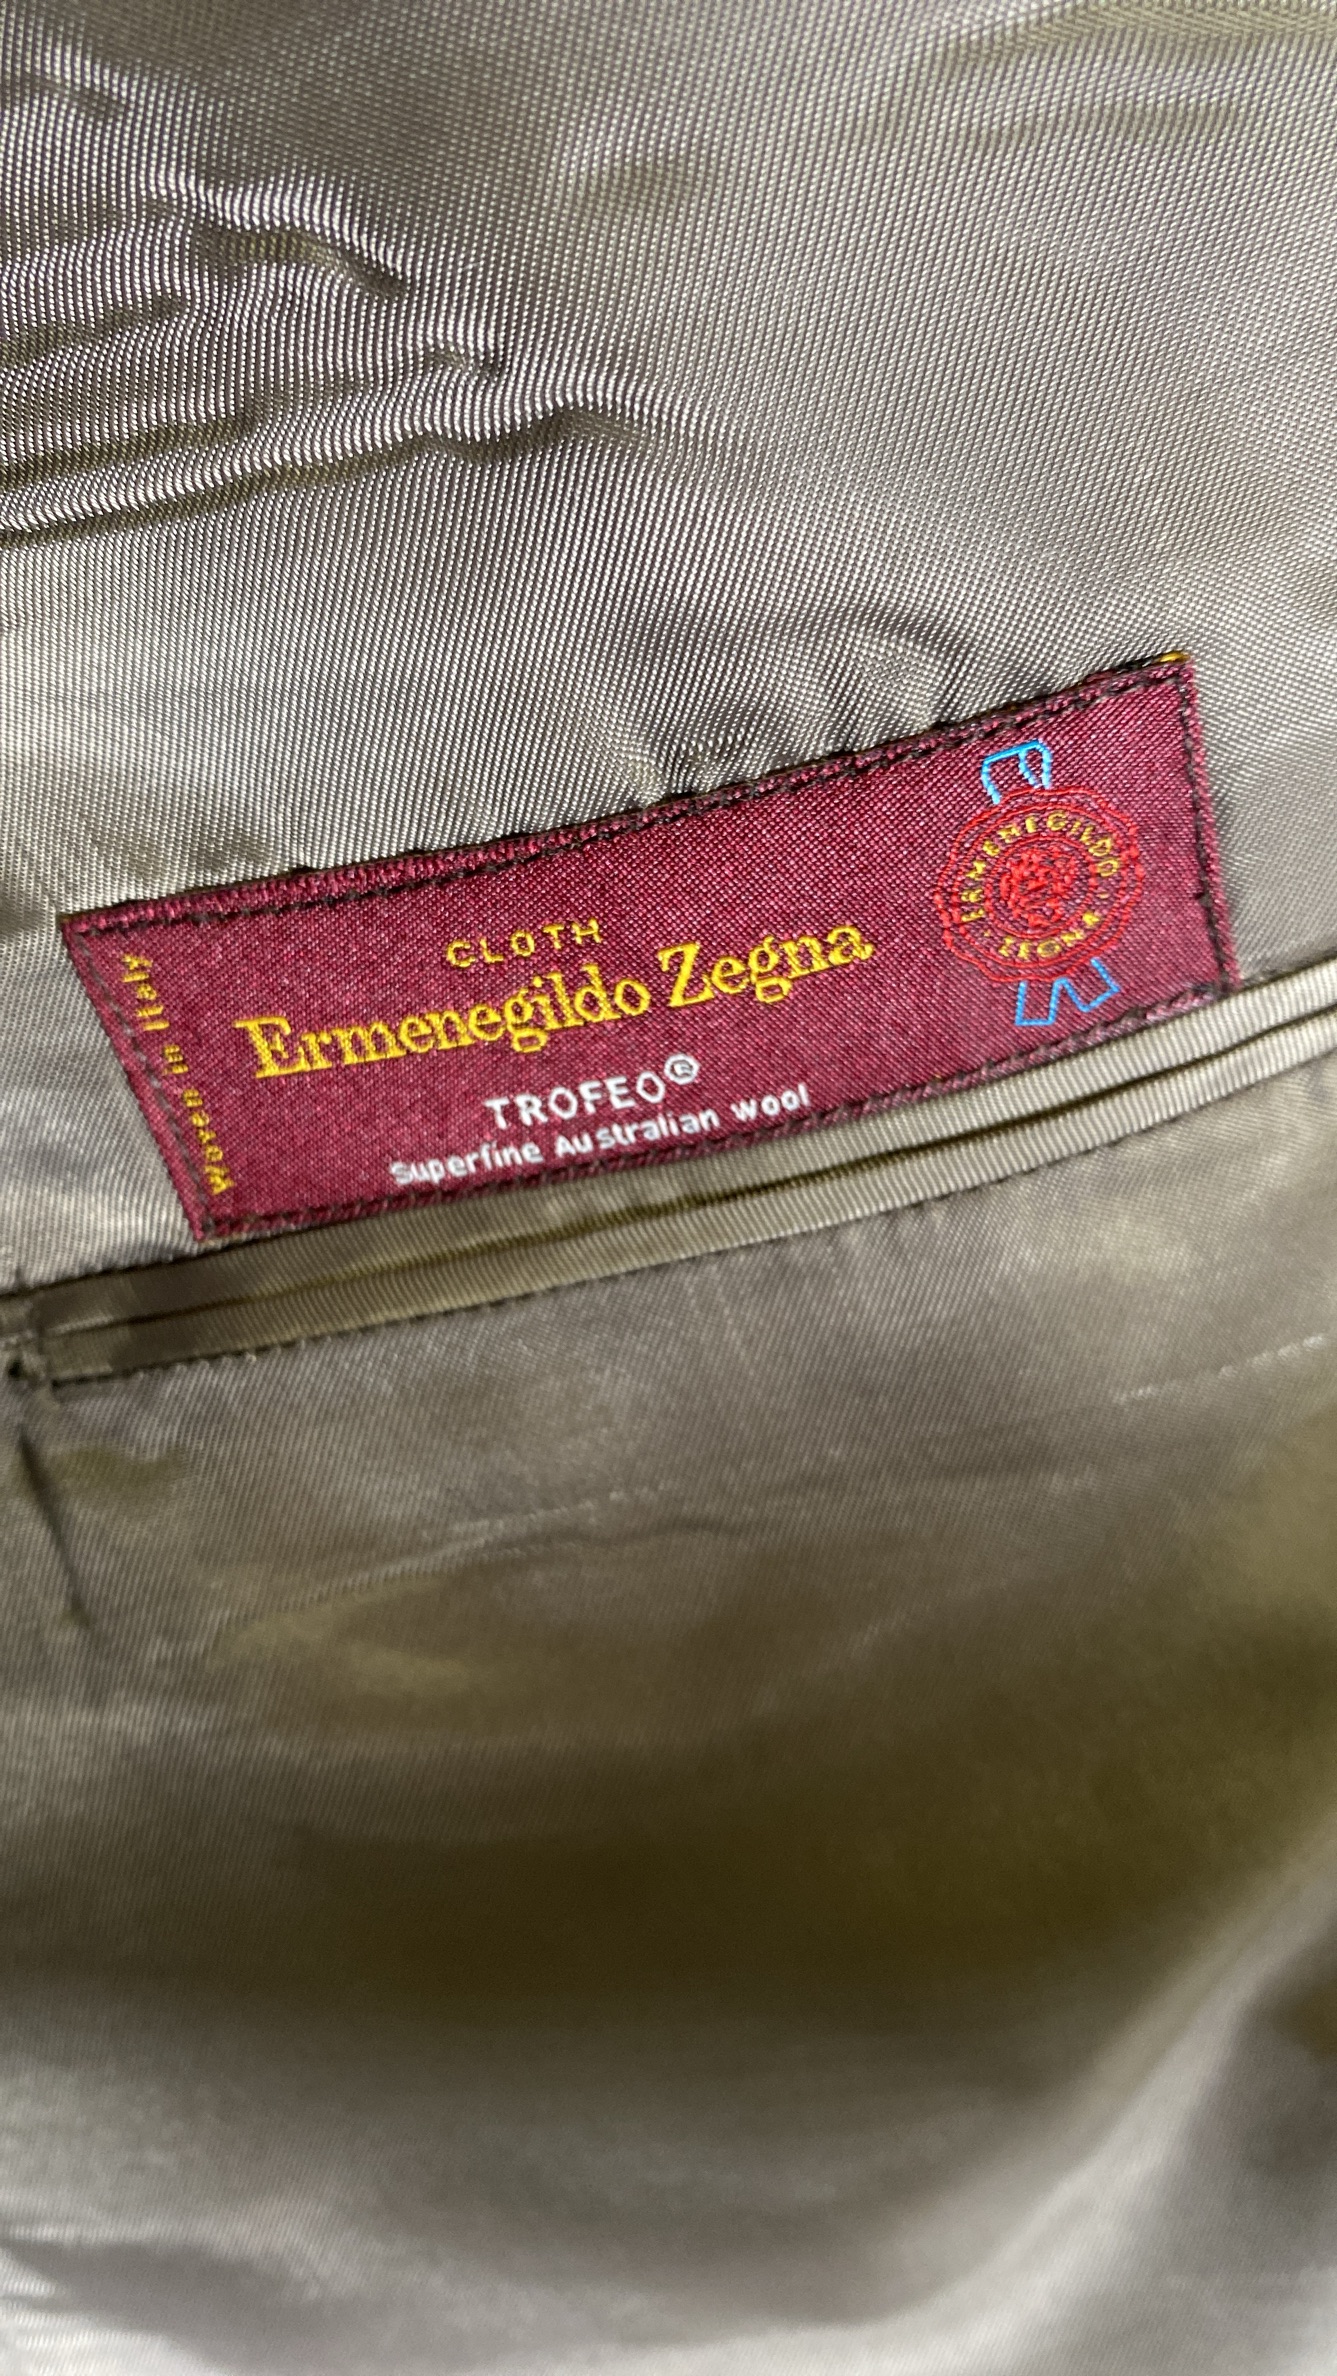 CLOTH
Ermenegildo Zegna
TROFEO®
Superfine Australian Wool
Woven in Italy
E
ERMENEGILDO
ZEGNA
Z